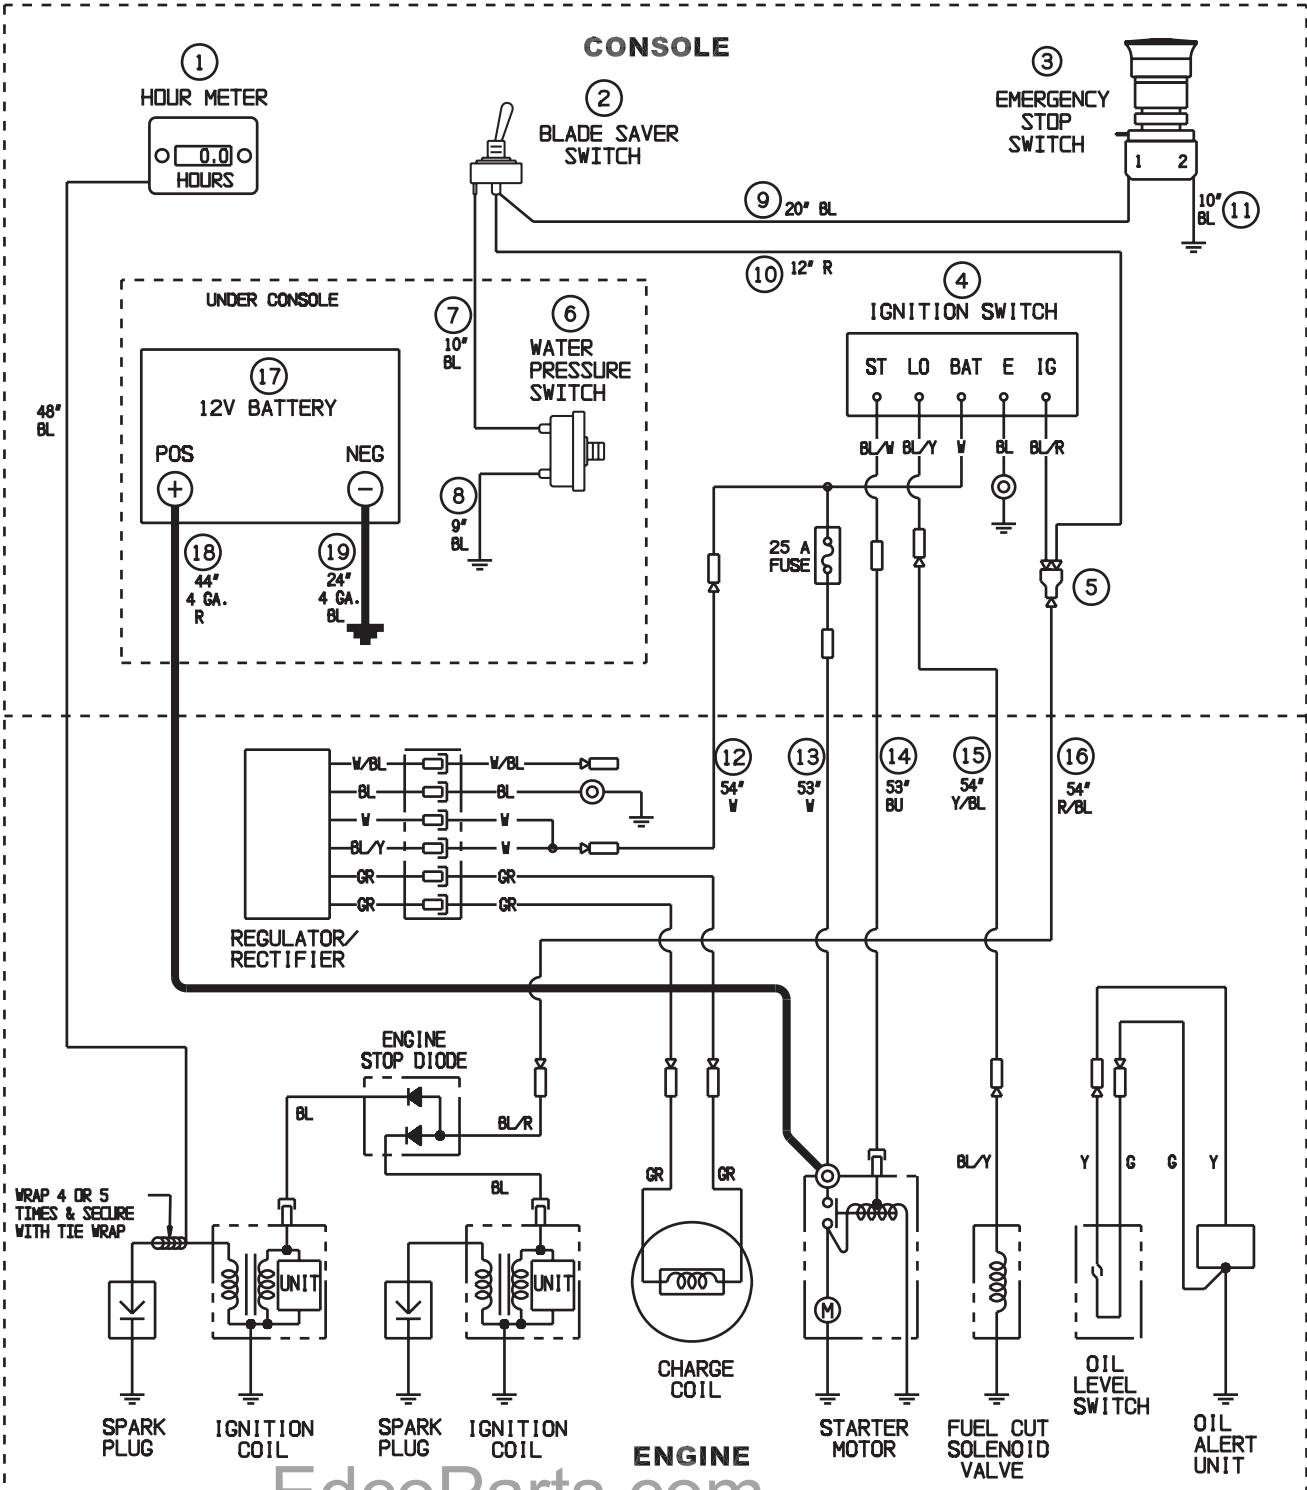 CONSOLE
1
HOUR METER
0.0
HOURS
2
BLADE SAVER
SWITCH
3
EMERGENCY
STOP
SWITCH
1 2
9 20" BL
10" BL 11
10 12" R
4
IGNITION SWITCH
ST LO BAT E IG
BL/W BL/Y W BL BL/R
UNDER CONSOLE
7
10"
BL
6
WATER
PRESSURE
SWITCH
17
12V BATTERY
POS NEG
+ −
48"
BL
8
9"
BL
18
44"
4 GA.
R
19
24"
4 GA.
BL
25 A
FUSE
5
12
54"
W
13
53"
W
14
53"
BU
15
54"
Y/BL
16
54"
R/BL
W/BL W/BL
BL BL
W W
BL/Y W
GR GR
GR GR
REGULATOR/
RECTIFIER
ENGINE
STOP DIODE
BL
BL/R
BL
GR GR
BL/Y
Y G G Y
WRAP 4 OR 5
TIMES & SECURE
WITH TIE WRAP
UNIT UNIT
M
SPARK
PLUG
IGNITION
COIL
SPARK
PLUG
IGNITION
COIL
CHARGE
COIL
STARTER
MOTOR
FUEL CUT
SOLENOID
VALVE
OIL
LEVEL
SWITCH
OIL
ALERT
UNIT
ENGINE
EdcoParts.com